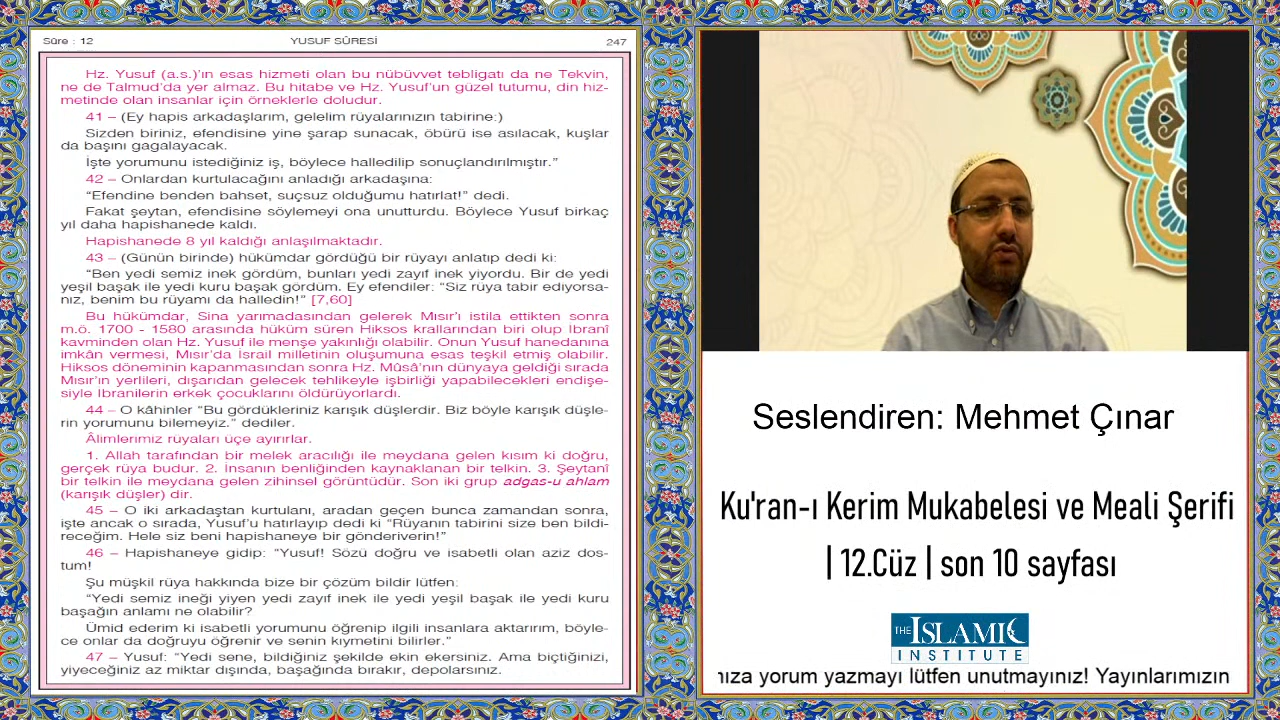 Sûre : 12 YUSUF SÛRESİ 247
Hz. Yusuf (a.s.)'ın esas hizmeti olan bu nübüvvet tebligatı da ne Tekvin,
ne de Talmud'da yer almaz. Bu hitabe ve Hz. Yusuf'un güzel tutumu, din hiz-
metinde olan insanlar için örneklerle doludur.
41 – (Ey hapis arkadaşlarım, gelelim rüyalarınızın tabirine:)
Sizden biriniz, efendisine yine şarap sunacak, öbürü ise asılacak, kuşlar
da başını gagalayacak.
İşte yorumunu istediğiniz iş, böylece halledilip sonuçlandırılmıştır.”
42 – Onlardan kurtulacağını anladığı arkadaşına:
“Efendine benden bahset, suçsuz olduğumu hatırlat!” dedi.
Fakat şeytan, efendisine söylemeyi ona unutturdu. Böylece Yusuf birkaç
yıl daha hapishanede kaldı.
Hapishanede 8 yıl kaldığı anlaşılmaktadır.
43 – (Günün birinde) hükümdar gördüğü bir rüyayı anlatıp dedi ki:
“Ben yedi semiz inek gördüm, bunları yedi zayıf inek yiyordu. Bir de yedi
yeşil başak ile yedi kuru başak gördüm. Ey efendiler: “Siz rüya tabir ediyorsa-
nız, benim bu rüyamı da halledin!” [7,60]
Bu hükümdar, Sina yarımadasından gelerek Mısır'ı istila ettikten sonra
m.ö. 1700 - 1580 arasında hüküm süren Hiksos krallarından biri olup İbranî
kavminden olan Hz. Yusuf ile menşe yakınlığı olabilir. Onun Yusuf hanedanına
imkân vermesi, Mısır'da İsrail milletinin oluşumuna esas teşkil etmiş olabilir.
Hiksos döneminin kapanmasından sonra Hz. Mûsâ'nın dünyaya geldiği sırada
Mısır'ın yerlileri, dışarıdan gelecek tehlikeyle işbirliği yapabilecekleri endişe-
siyle İbranilerin erkek çocuklarını öldürüyorlardı.
44 – O kâhinler “Bu gördükleriniz karışık düşlerdir. Biz böyle karışık düşle-
rin yorumunu bilemeyiz.” dediler.
Âlimlerimiz rüyaları üçe ayırırlar.
1. Allah tarafından bir melek aracılığı ile meydana gelen kısım ki doğru,
gerçek rüya budur. 2. İnsanın benliğinden kaynaklanan bir telkin. 3. Şeytanî
bir telkin ile meydana gelen zihinsel görüntüdür. Son iki grup adgas-u ahlam
(karışık düşler) dir.
45 – O iki arkadaştan kurtulanı, aradan geçen bunca zamandan sonra,
işte ancak o sırada, Yusuf'u hatırlayıp dedi ki “Rüyanın tabirini size ben bildi-
receğim. Hele siz beni hapishaneye bir gönderiverin!”
46 – Hapishaneye gidip: “Yusuf! Sözü doğru ve isabetli olan aziz dos-
tum!
Şu müşkil rüya hakkında bize bir çözüm bildir lütfen:
“Yedi semiz ineği yiyen yedi zayıf inek ile yedi yeşil başak ile yedi kuru
başağın anlamı ne olabilir?
Ümid ederim ki isabetli yorumunu öğrenip ilgili insanlara aktarırım, böyle-
ce onlar da doğruyu öğrenir ve senin kıymetini bilirler.”
47 – Yusuf: “Yedi sene, bildiğiniz şekilde ekin ekersiniz. Ama biçtiğinizi,
yiyeceğiniz az miktar dışında, başağında bırakır, depolarsınız.
Seslendiren: Mehmet Çınar
Ku'ran-ı Kerim Mukabelesi ve Meali Şerifi
| 12.Cüz | son 10 sayfası
THE ISLAMIC
INSTITUTE
nıza yorum yazmayı lütfen unutmayınız! Yayınlarımızın